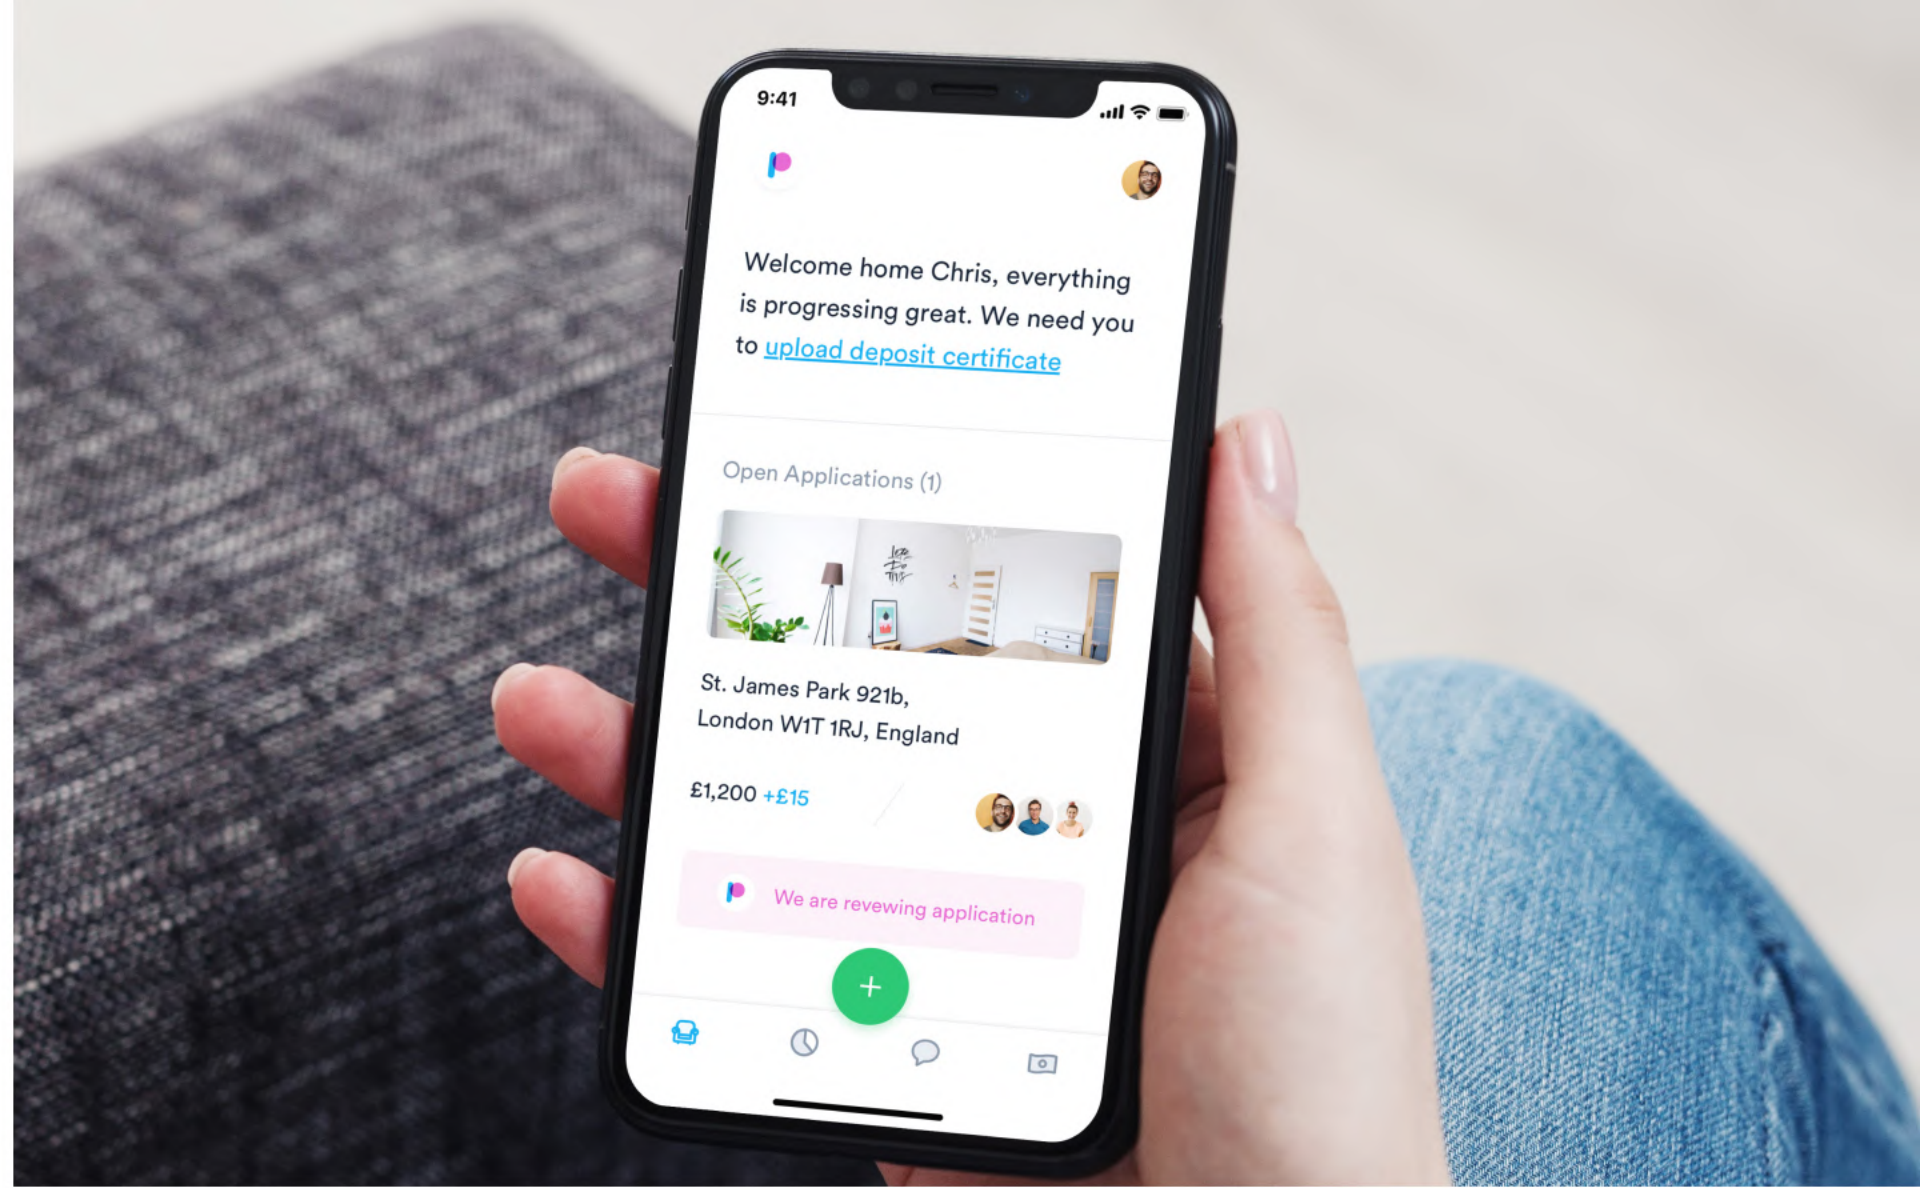 9:41
Welcome home Chris, everything
is progressing great. We need you
to upload deposit certificate
Open Applications (1)
St. James Park 921b,
London W1T 1RJ, England
£1,200 +£15
We are revewing application